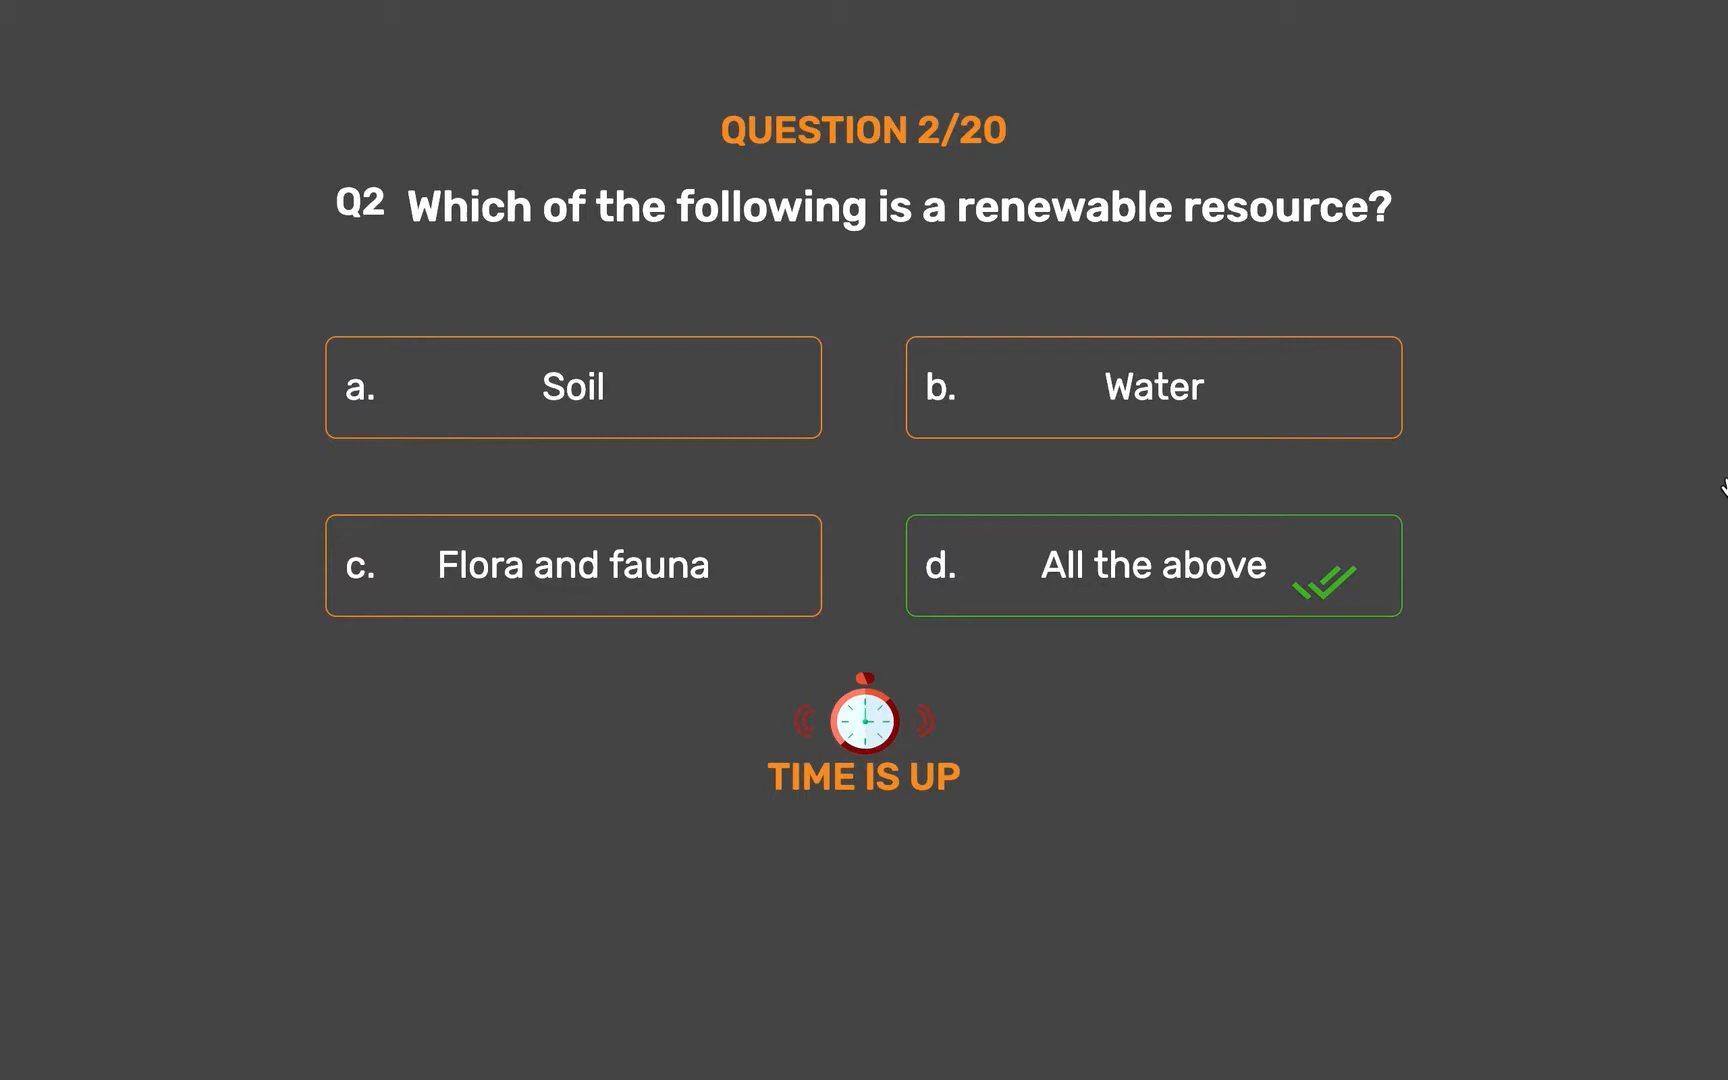 QUESTION 2/20
Q2 Which of the following is a renewable resource?
a. Soil
b. Water
c. Flora and fauna
d. All the above
TIME IS UP